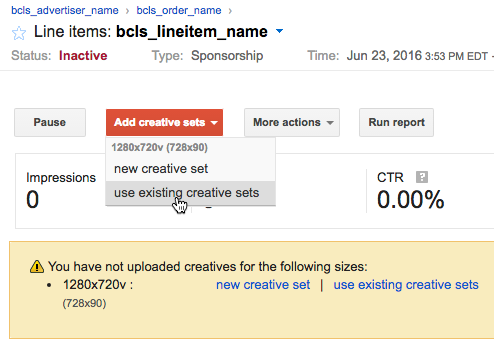 bcls_advertiser_name > bcls_order_name >
Line items: bcls_lineitem_name
Status: Inactive Type: Sponsorship Time: Jun 23, 2016 3:53 PM EDT -
Pause Add creative sets More actions Run report
1280x720v (728x90)
new creative set
use existing creative sets
Impressions
0
CTR ?
0.00%
You have not uploaded creatives for the following sizes :
• 1280x720v : new creative set | use existing creative sets
(728x90)